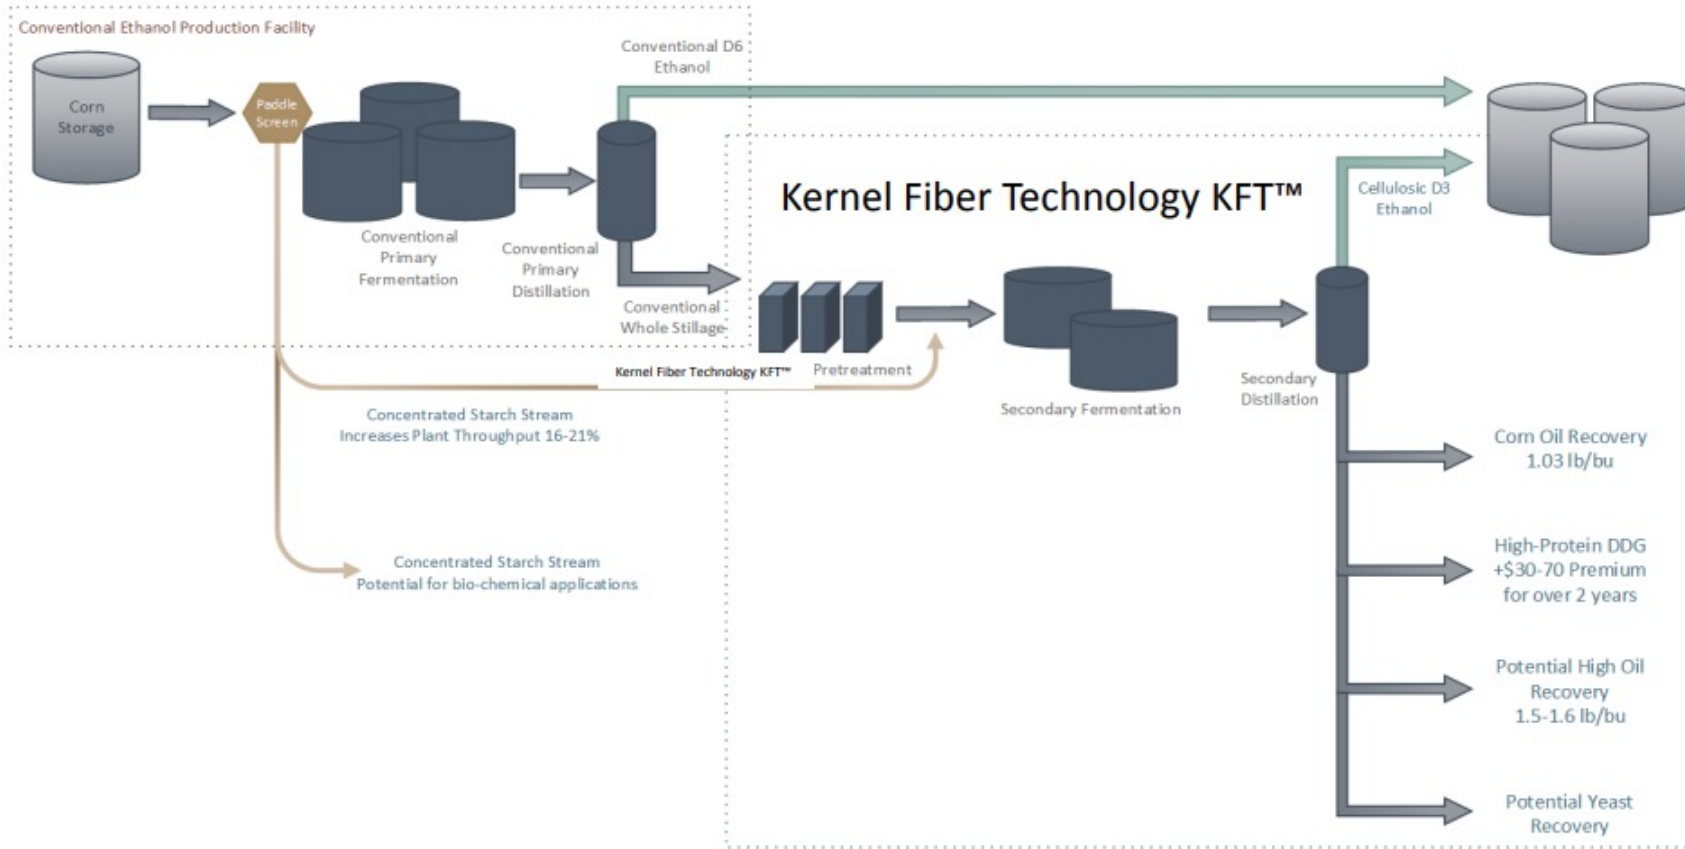 Conventional Ethanol Production Facility
Corn
Storage
Paddle
Screen
Conventional
Primary
Fermentation
Conventional
Primary
Distillation
Conventional D6
Ethanol
Conventional
Whole Stillage
Kernel Fiber Technology KFT™
Cellulosic D3
Ethanol
Kernel Fiber Technology KFT™
Pretreatment
Secondary Fermentation
Secondary
Distillation
Concentrated Starch Stream
Increases Plant Throughput 16-21%
Concentrated Starch Stream
Potential for bio-chemical applications
Corn Oil Recovery
1.03 lb/bu
High-Protein DDG
+$30-70 Premium
for over 2 years
Potential High Oil
Recovery
1.5-1.6 lb/bu
Potential Yeast
Recovery